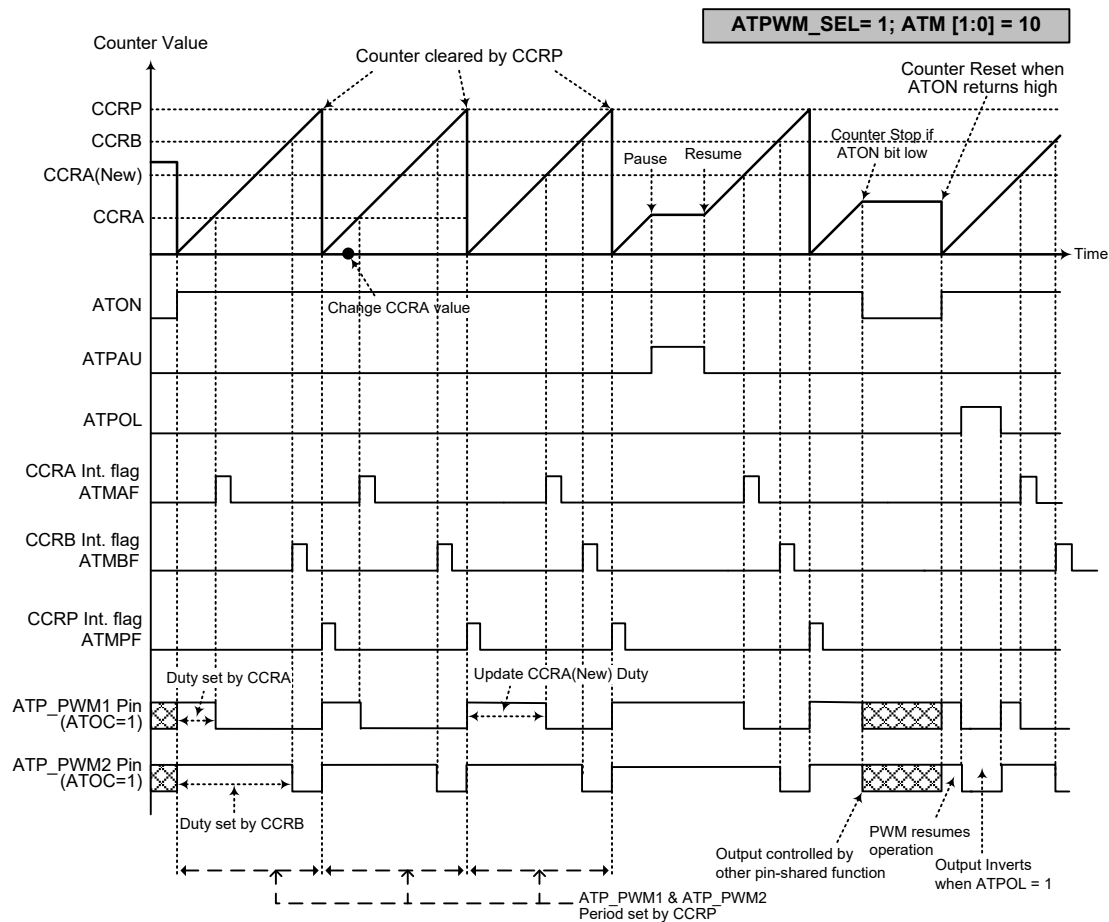 ATPWM_SEL= 1; ATM [1:0] = 10
Counter Value
Counter cleared by CCRP
Counter Reset when
ATON returns high
CCRP
CCRB
CCRA(New)
CCRA
Pause
Resume
Counter Stop if
ATON bit low
Time
Change CCRA value
ATON
ATPAU
ATPOL
CCRA Int. flag
ATMAF
CCRB Int. flag
ATMBF
CCRP Int. flag
ATMPF
Duty set by CCRA
Update CCRA(New) Duty
ATP_PWM1 Pin
(ATOC=1)
ATP_PWM2 Pin
(ATOC=1)
Duty set by CCRB
Output controlled by
other pin-shared function
PWM resumes
operation
Output Inverts
when ATPOL = 1
ATP_PWM1 & ATP_PWM2
Period set by CCRP